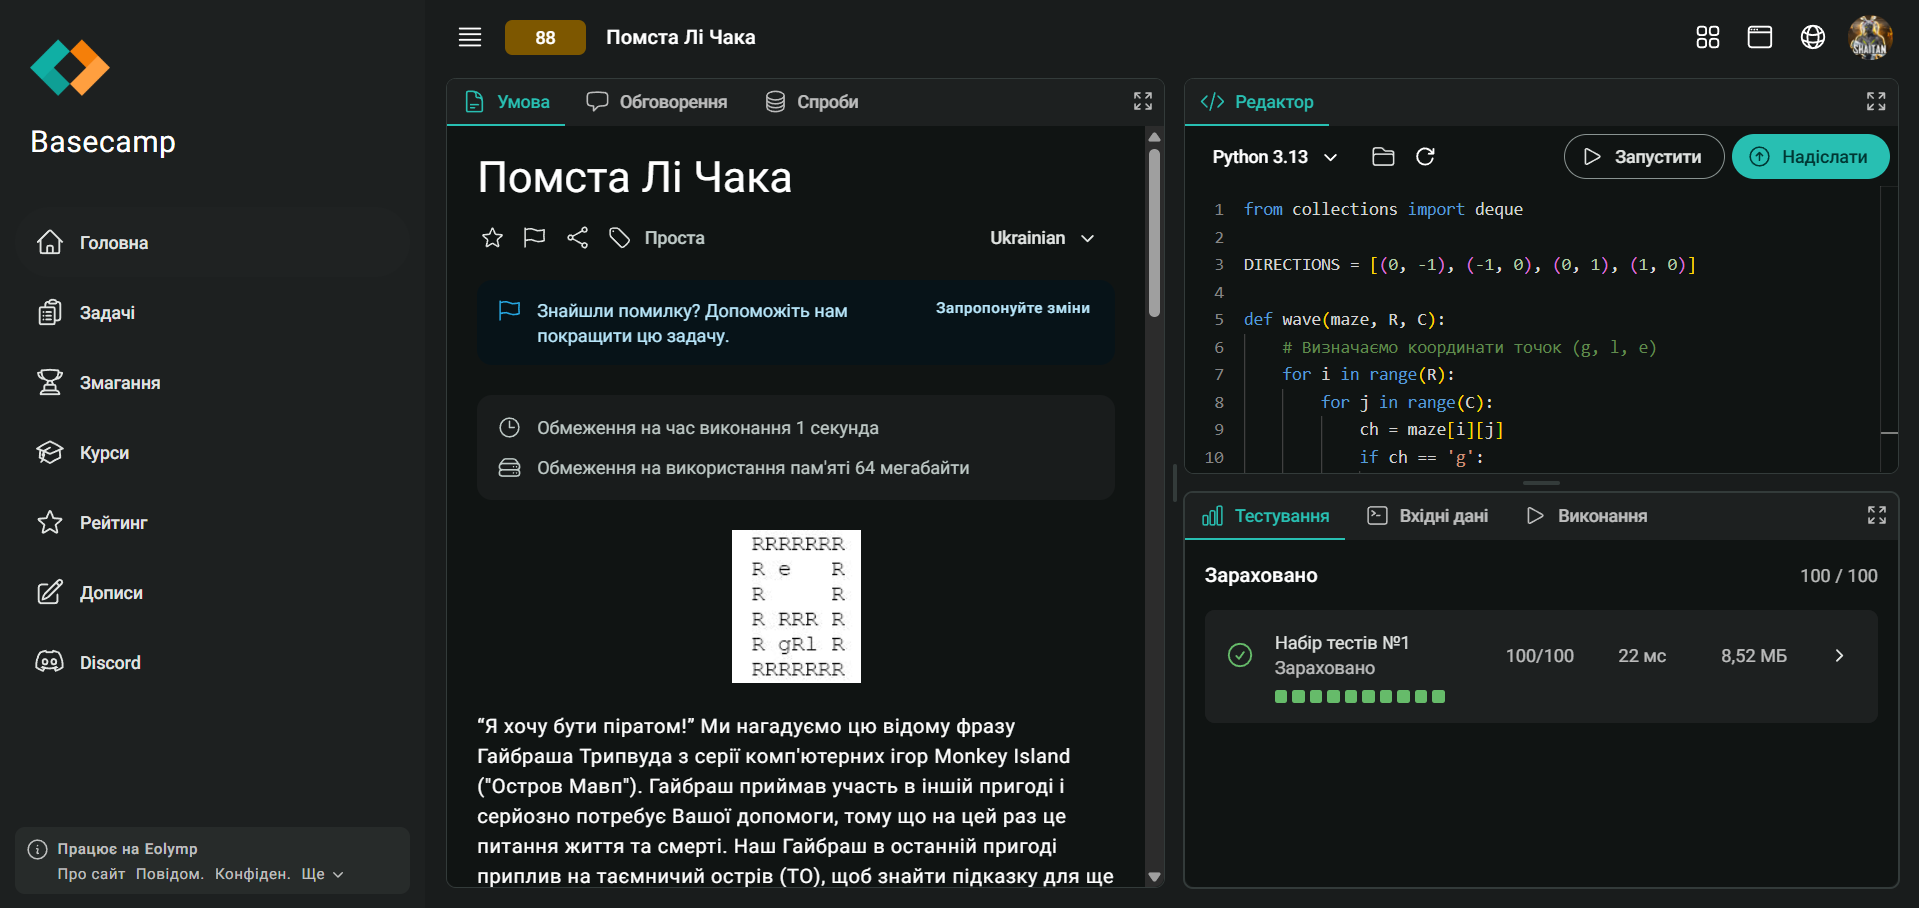 Basecamp
Головна
Задачі
Змагання
Курси
Рейтинг
Дописи
Discord
Працює на Eolymp
Про сайт Повідом. Конфіден. Ще
88 Помста Лі Чака
SHAITAN
Умова Обговорення Спроби
Помста Лі Чака
Проста Ukrainian
Знайшли помилку? Допоможіть нам
покращити цю задачу.
Запропонуйте зміни
Обмеження на час виконання 1 секунда
Обмеження на використання пам'яті 64 мегабайти
RRRRRRR
R e   R
R     R
R RRR R
R gRl R
RRRRRRR
“Я хочу бути піратом!” Ми нагадуємо цю відому фразу
Гайбраша Трипвуда з серії комп'ютерних ігор Monkey Island
("Остров Мавп"). Гайбраш приймав участь в іншій пригоді і
серйозно потребує Вашої допомоги, тому що на цей раз це
питання життя та смерті. Наш Гайбраш в останній пригоді
приплив на таємничий острів (ТО), щоб знайти підказку для ще
Редактор
Python 3.13 Запустити Надіслати
1 from collections import deque
2
3 DIRECTIONS = [(0, -1), (-1, 0), (0, 1), (1, 0)]
4
5 def wave(maze, R, C):
6     # Визначаємо координати точок (g, l, e)
7     for i in range(R):
8         for j in range(C):
9             ch = maze[i][j]
10             if ch == 'g':
Тестування Вхідні дані Виконання
Зараховано 100 / 100
Набір тестів №1
Зараховано
100/100 22 мс 8,52 МБ